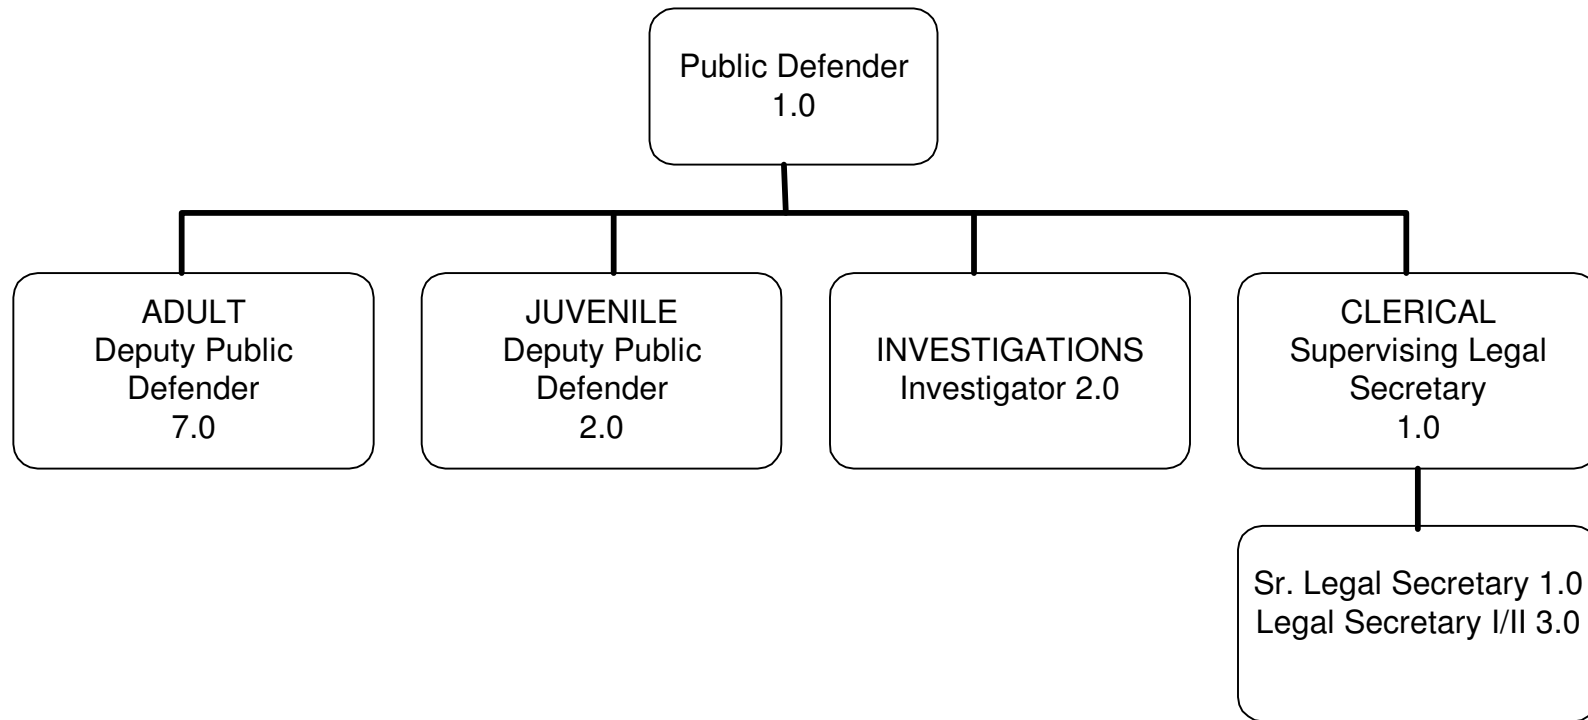 Public Defender
1.0
ADULT
Deputy Public
Defender
7.0
JUVENILE
Deputy Public
Defender
2.0
INVESTIGATIONS
Investigator 2.0
CLERICAL
Supervising Legal
Secretary
1.0
Sr. Legal Secretary 1.0
Legal Secretary I/II 3.0